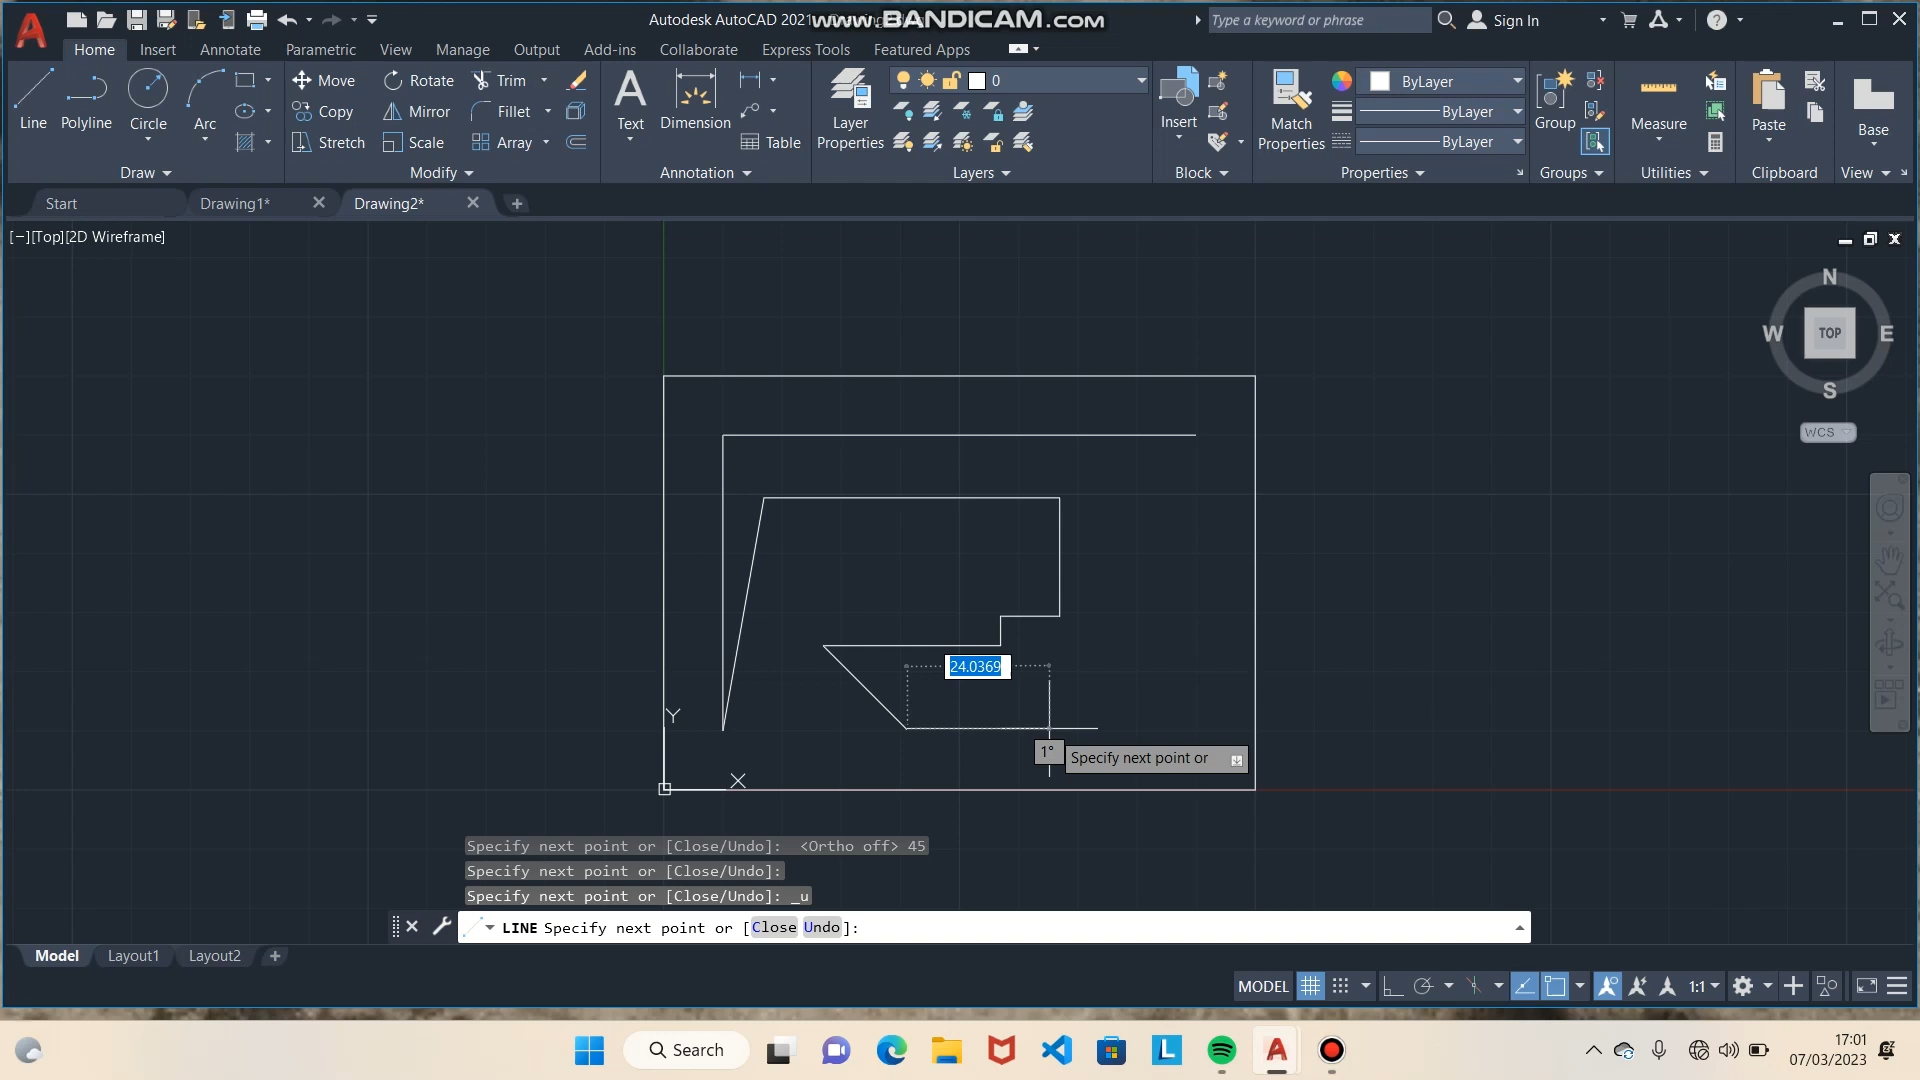 Autodesk AutoCAD 2021
www.BANDICAM.com
Type a keyword or phrase
Sign In
Home Insert Annotate Parametric View Manage Output Add-ins Collaborate Express Tools Featured Apps
Line Polyline Circle Arc
Move Rotate Trim
Copy Mirror Fillet
Stretch Scale Array
Text Dimension Table
Layer Properties
0
Insert
Match Properties
ByLayer
ByLayer
ByLayer
Group Measure Paste Base
Draw Modify Annotation Layers Block Properties Groups Utilities Clipboard View
Start Drawing1* Drawing2*
[−][Top][2D Wireframe]
N
W TOP E
S
WCS
24.0369
Y
X
1° Specify next point or
Specify next point or [Close/Undo]: <Ortho off> 45
Specify next point or [Close/Undo]:
Specify next point or [Close/Undo]: _u
LINE Specify next point or [Close Undo]:
Model Layout1 Layout2
MODEL 1:1
Search
17:01
07/03/2023